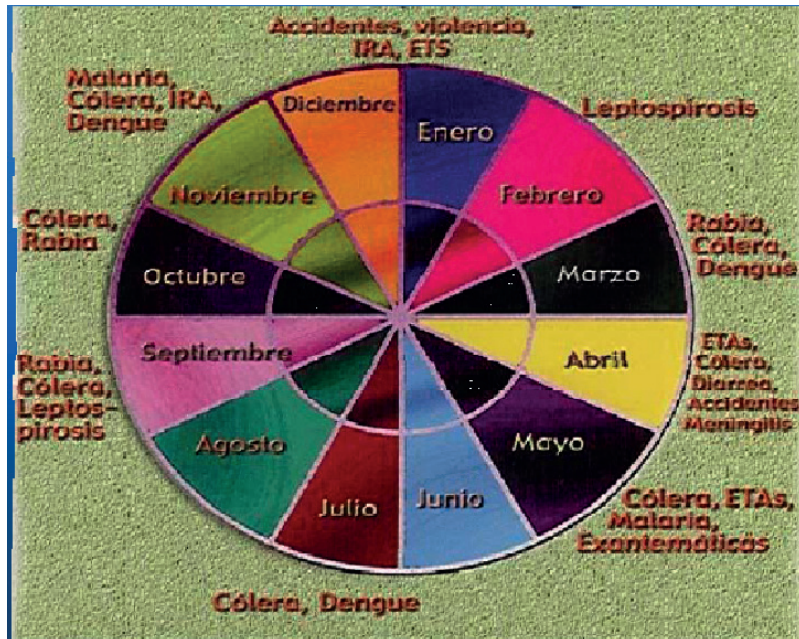 Accidentes, violencia,
IRA, ETS
Malaria,
Cólera, IRA,
Dengue
Diciembre
Enero
Leptospirosis
Noviembre
Febrero
Cólera,
Rabia
Rabia,
Cólera,
Dengue
Octubre
Marzo
Septiembre
Abril
ETAs,
Cólera,
Diarrea,
Accidentes
Meningitis
Rabia,
Cólera,
Leptos-
pirosis
Agosto
Mayo
Julio
Junio
Cólera, ETAs,
Malaria,
Exantemáticas
Cólera, Dengue